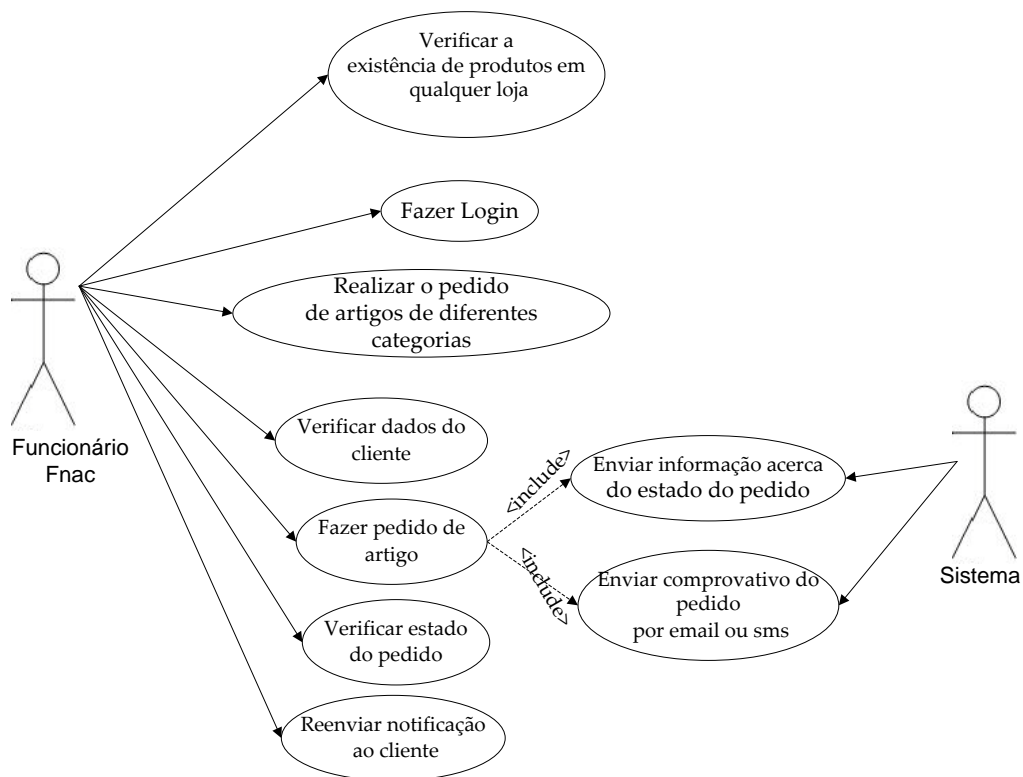 Verificar a
existência de produtos em
qualquer loja
Fazer Login
Realizar o pedido
de artigos de diferentes
categorias
Funcionário
Fnac
Verificar dados do
cliente
Fazer pedido de
artigo
<include>
<include>
Enviar informação acerca
do estado do pedido
Enviar comprovativo do
pedido
por email ou sms
Sistema
Verificar estado
do pedido
Reenviar notificação
ao cliente